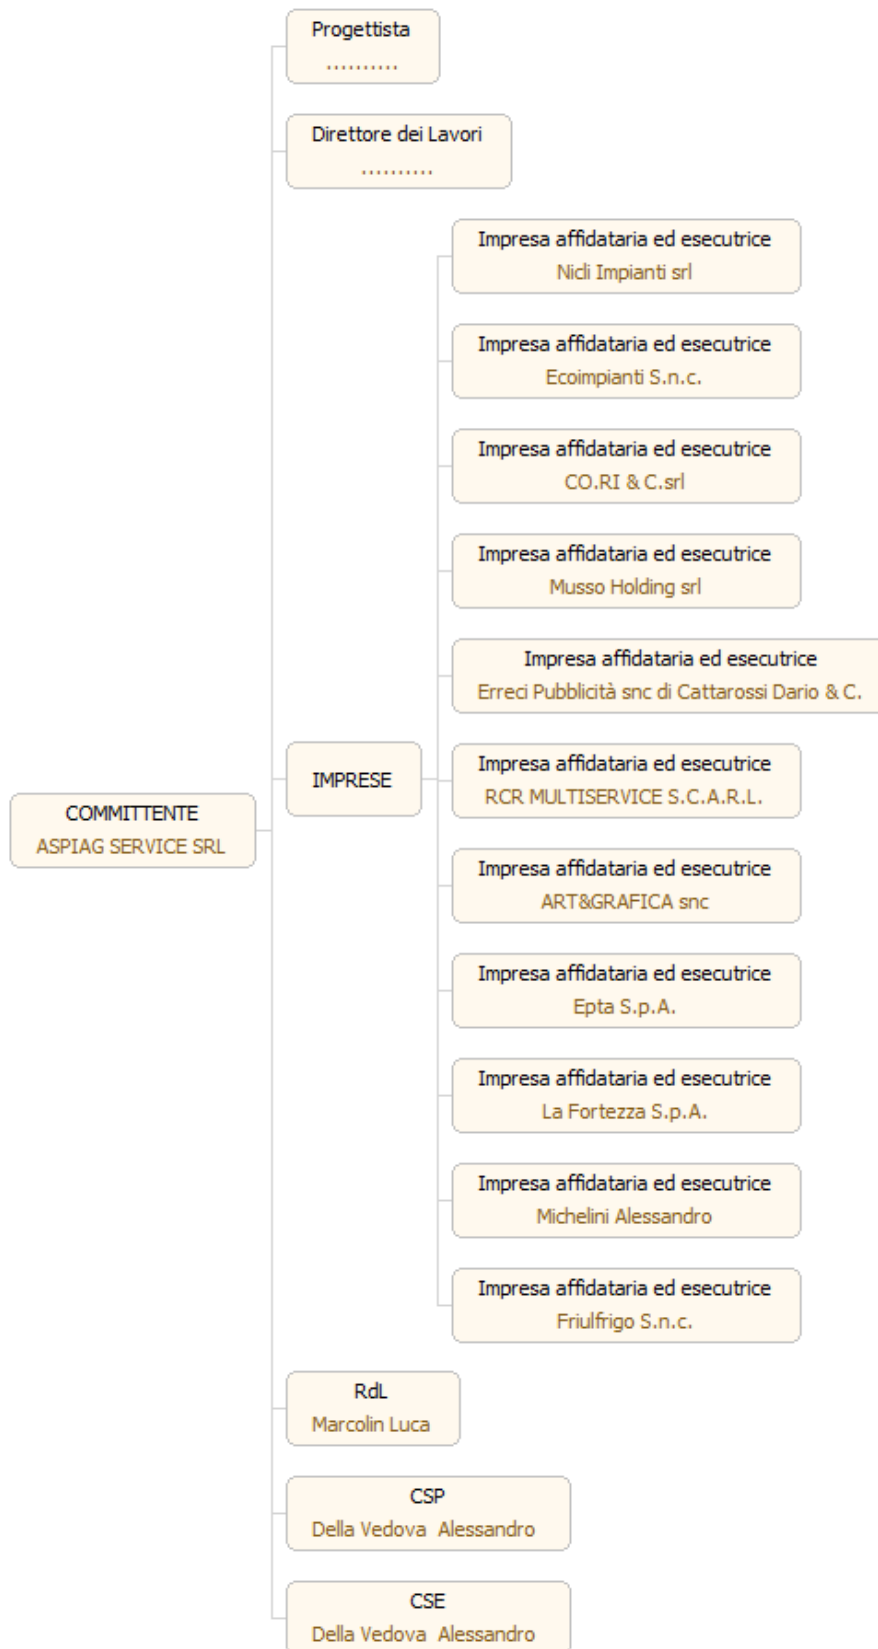 Progettista
..........
Direttore dei Lavori
..........
Impresa affidataria ed esecutrice
Nicli Impianti srl
Impresa affidataria ed esecutrice
Ecoimpianti S.n.c.
Impresa affidataria ed esecutrice
CO.RI & C.srl
Impresa affidataria ed esecutrice
Musso Holding srl
Impresa affidataria ed esecutrice
Erreci Pubblicità snc di Cattarossi Dario & C.
IMPRESE
Impresa affidataria ed esecutrice
RCR MULTISERVICE S.C.A.R.L.
COMMITTENTE
ASPIAG SERVICE SRL
Impresa affidataria ed esecutrice
ART&GRAFICA snc
Impresa affidataria ed esecutrice
Epta S.p.A.
Impresa affidataria ed esecutrice
La Fortezza S.p.A.
Impresa affidataria ed esecutrice
Michelini Alessandro
Impresa affidataria ed esecutrice
Friulfrigo S.n.c.
RdL
Marcolin Luca
CSP
Della Vedova  Alessandro
CSE
Della Vedova  Alessandro